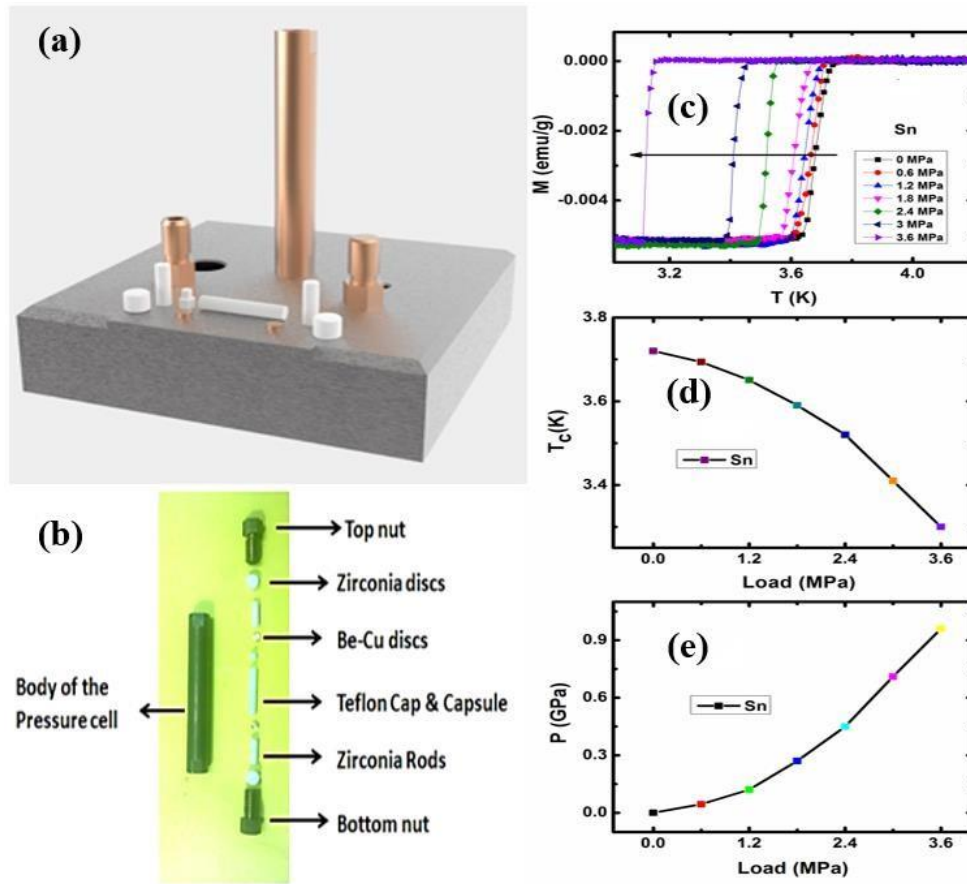 (a)
(b)
Top nut
Zirconia discs
Be-Cu discs
Body of the
Pressure cell
Teflon Cap & Capsule
Zirconia Rods
Bottom nut
(c)
0.000
-0.002
-0.004
M (emu/g)
Sn
0 MPa
0.6 MPa
1.2 MPa
1.8 MPa
2.4 MPa
3 MPa
3.6 MPa
3.2
3.6
4.0
T (K)
(d)
3.8
3.6
3.4
Tc(K)
Sn
0.0
1.2
2.4
3.6
Load (MPa)
(e)
0.9
0.6
0.3
0.0
P (GPa)
Sn
0.0
1.2
2.4
3.6
Load (MPa)